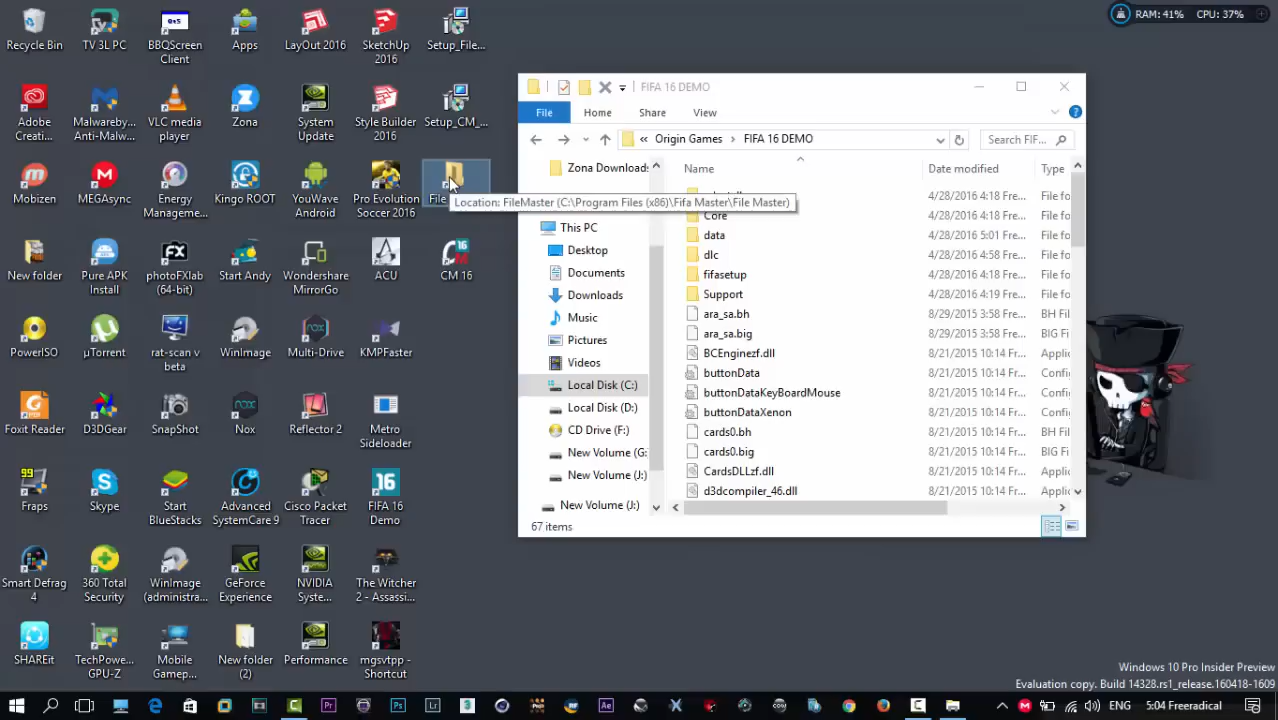 RAM: 41% CPU: 37%
Recycle Bin
TV 3L PC
BBQScreen
Client
Apps
LayOut 2016
SketchUp
2016
Setup_File...
Adobe
Creati...
Malwareby...
Anti-Malw...
VLC media
player
Zona
System
Update
Style Builder
2016
Setup_CM_...
Mobizen
MEGAsync
Energy
Manageme...
Kingo ROOT
YouWave
Android
Pro Evolution
Soccer 2016
File
New folder
Pure APK
Install
photoFXlab
(64-bit)
Start Andy
Wondershare
MirrorGo
ACU
CM 16
PowerISO
µTorrent
rat-scan v
beta
WinImage
Multi-Drive
KMPFaster
Foxit Reader
D3DGear
SnapShot
Nox
Reflector 2
Metro
Sideloader
Fraps
Skype
Start
BlueStacks
Advanced
SystemCare 9
Cisco Packet
Tracer
FIFA 16
Demo
Smart Defrag
4
360 Total
Security
WinImage
(administra...
GeForce
Experience
NVIDIA
Syste...
The Witcher
2 - Assassi...
SHAREit
TechPowe...
GPU-Z
Mobile
Gamep...
New folder
(2)
Performance
mgsvtpp -
Shortcut
FIFA 16 DEMO
File Home Share View
« Origin Games › FIFA 16 DEMO
Search FIF...
Name Date modified Type
Location: FileMaster (C:\Program Files (x86)\Fifa Master\File Master)
Zona Download:
This PC
Desktop
Documents
Downloads
Music
Pictures
Videos
Local Disk (C:)
Local Disk (D:)
CD Drive (F:)
New Volume (G:
New Volume (J:)
New Volume (J:)
4/28/2016 4:18 Free... File fo
Core 4/28/2016 4:18 Free... File fo
data 4/28/2016 5:01 Free... File fo
dlc 4/28/2016 4:58 Free... File fo
fifasetup 4/28/2016 4:18 Free... File fo
Support 4/28/2016 4:19 Free... File fo
ara_sa.bh 8/29/2015 3:58 Free... BH Fi
ara_sa.big 8/29/2015 3:58 Free... BIG Fi
BCEnginezf.dll 8/21/2015 10:14 Fre... Applic
buttonData 8/21/2015 10:14 Fre... Config
buttonDataKeyBoardMouse 8/21/2015 10:14 Fre... Config
buttonDataXenon 8/21/2015 10:14 Fre... Config
cards0.bh 8/21/2015 10:14 Fre... BH Fi
cards0.big 8/21/2015 10:14 Fre... BIG Fi
CardsDLLzf.dll 8/21/2015 10:14 Fre... Applic
d3dcompiler_46.dll 8/21/2015 10:14 Fre... Applic
67 items
Windows 10 Pro Insider Preview
Evaluation copy. Build 14328.rs1_release.160418-1609
ENG 5:04 Freeradical